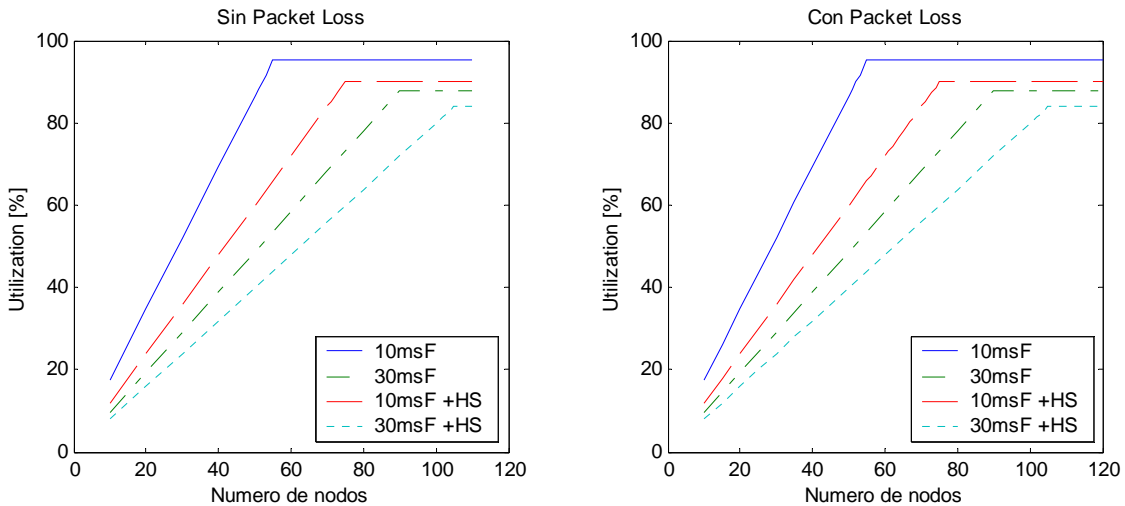 Sin Packet Loss
100
80
60
40
20
0
Utilization [%]
0 20 40 60 80 100 120
Numero de nodos
10msF
30msF
10msF +HS
30msF +HS
Con Packet Loss
100
80
60
40
20
0
Utilization [%]
0 20 40 60 80 100 120
Numero de nodos
10msF
30msF
10msF +HS
30msF +HS